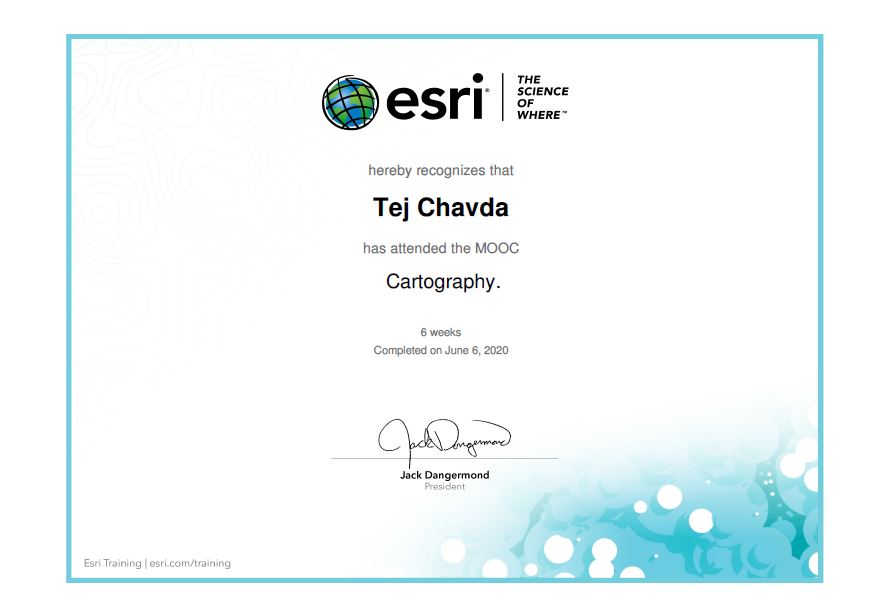 esri®
THE
SCIENCE
OF
WHERE™
hereby recognizes that
Tej Chavda
has attended the MOOC
Cartography.
6 weeks
Completed on June 6, 2020
Jack Dangermond
Jack Dangermond
President
Esri Training | esri.com/training